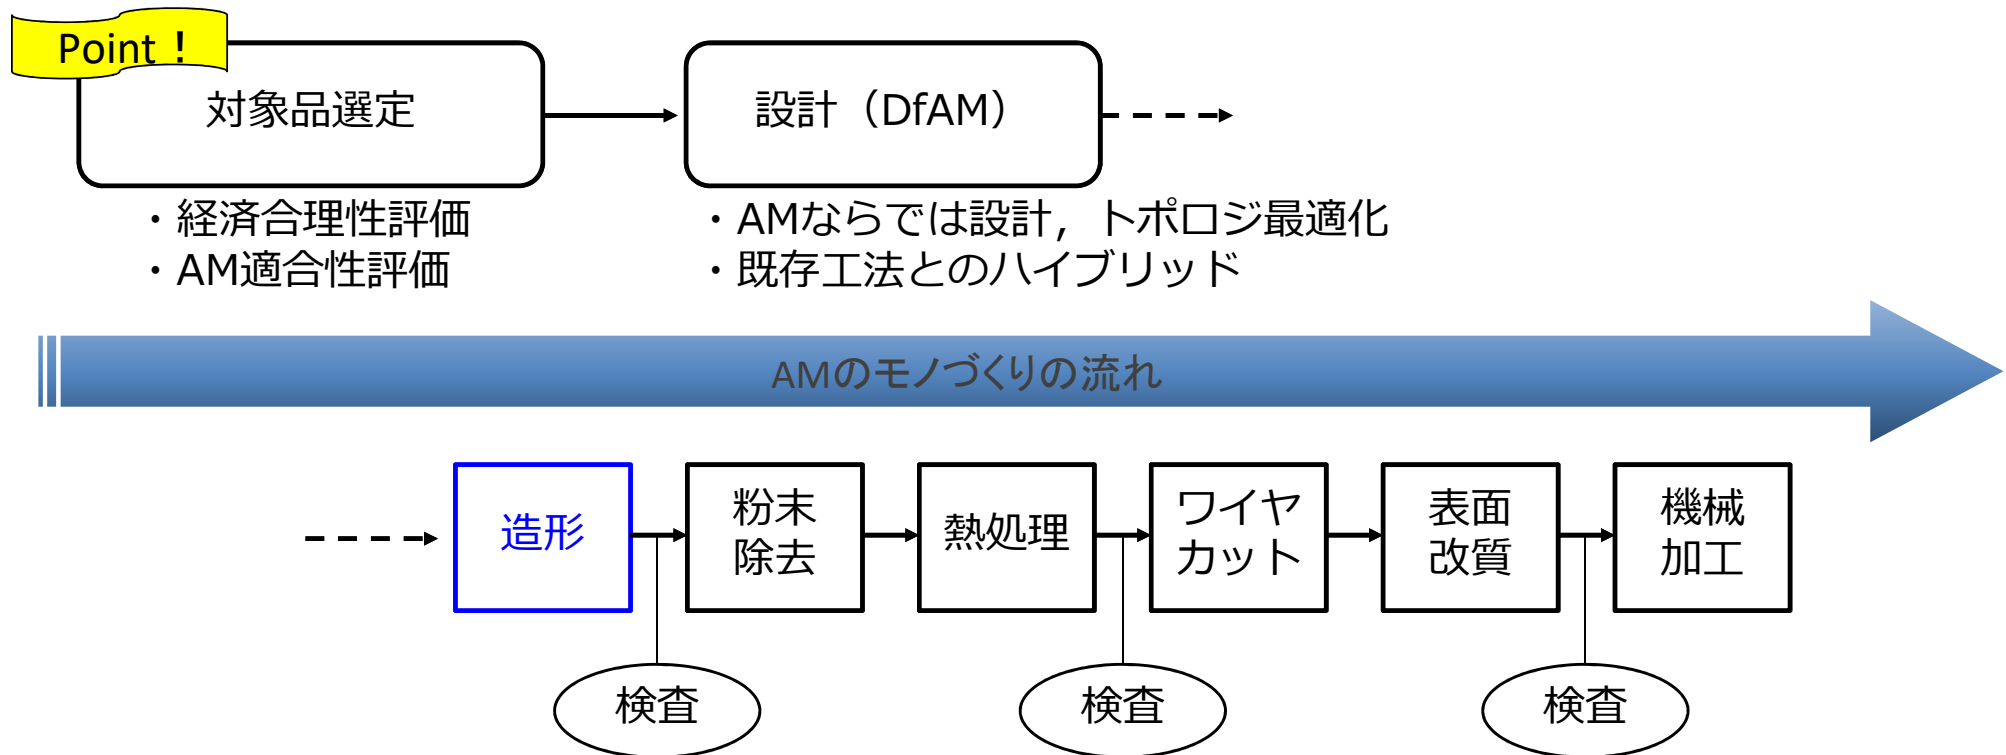 Point！
対象品選定
設計（DfAM）
・経済合理性評価
・AM適合性評価
・AMならでは設計，トポロジ最適化
・既存工法とのハイブリッド
AMのモノづくりの流れ
造形
粉末
除去
熱処理
ワイヤ
カット
表面
改質
機械
加工
検査
検査
検査